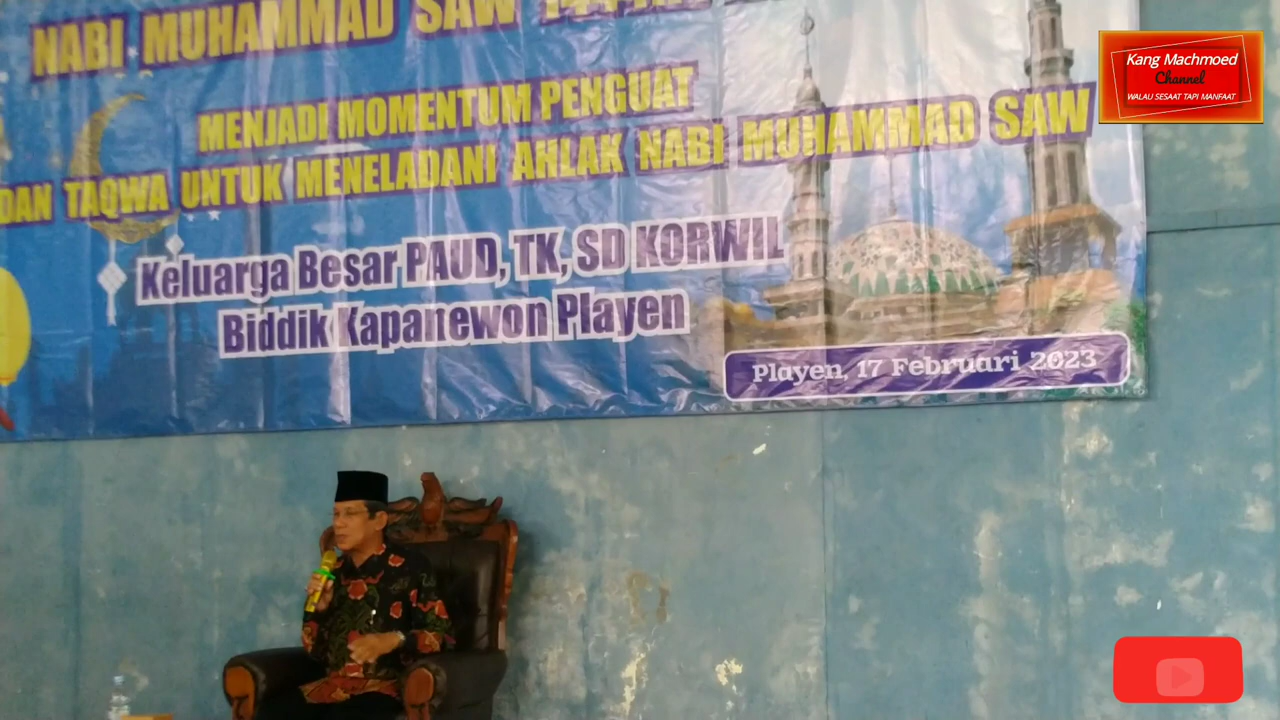 NABI MUHAMMAD SAW
MENJADI MOMENTUM PENGUAT
DAN TAQWA UNTUK MENELADANI AHLAK NABI MUHAMMAD SAW
Keluarga Besar PAUD, TK, SD KORWIL
Biddik Kapanewon Playen
Playen, 17 Februari 2023
Kang Machmoed
Channel
WALAU SESAAT TAPI MANFAAT